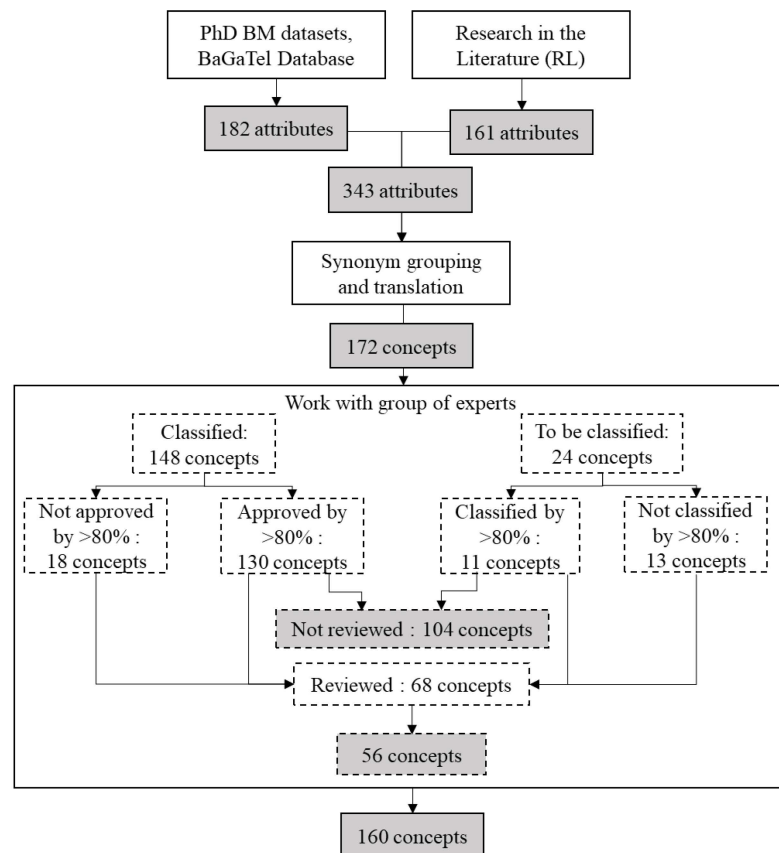 PhD BM datasets,
BaGaTel Database
Research in the
Literature (RL)
182 attributes
161 attributes
343 attributes
Synonym grouping
and translation
172 concepts
Work with group of experts
Classified:
148 concepts
To be classified:
24 concepts
Not approved
by >80% :
18 concepts
Approved by
>80% :
130 concepts
Classified by
>80% :
11 concepts
Not classified
by >80% :
13 concepts
Not reviewed : 104 concepts
Reviewed : 68 concepts
56 concepts
160 concepts